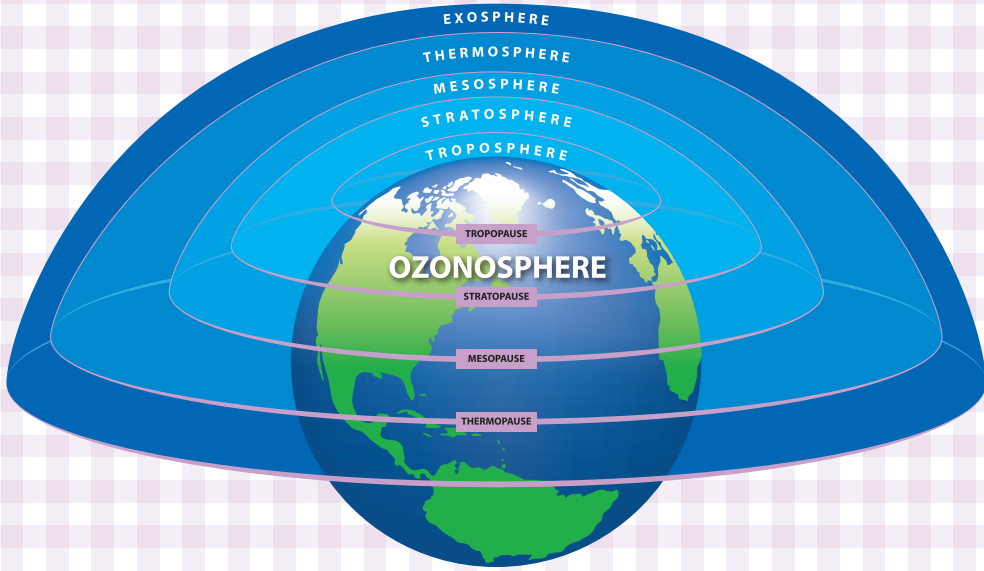 EXOSPHERE
THERMOSPHERE
MESOSPHERE
STRATOSPHERE
TROPOSPHERE
TROPOPAUSE
OZONOSPHERE
STRATOPAUSE
MESOPAUSE
THERMOPAUSE